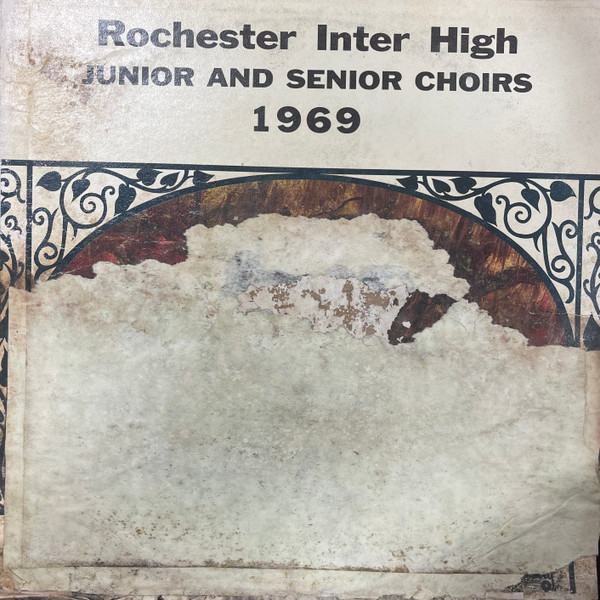 Rochester Inter High
JUNIOR AND SENIOR CHOIRS
1969